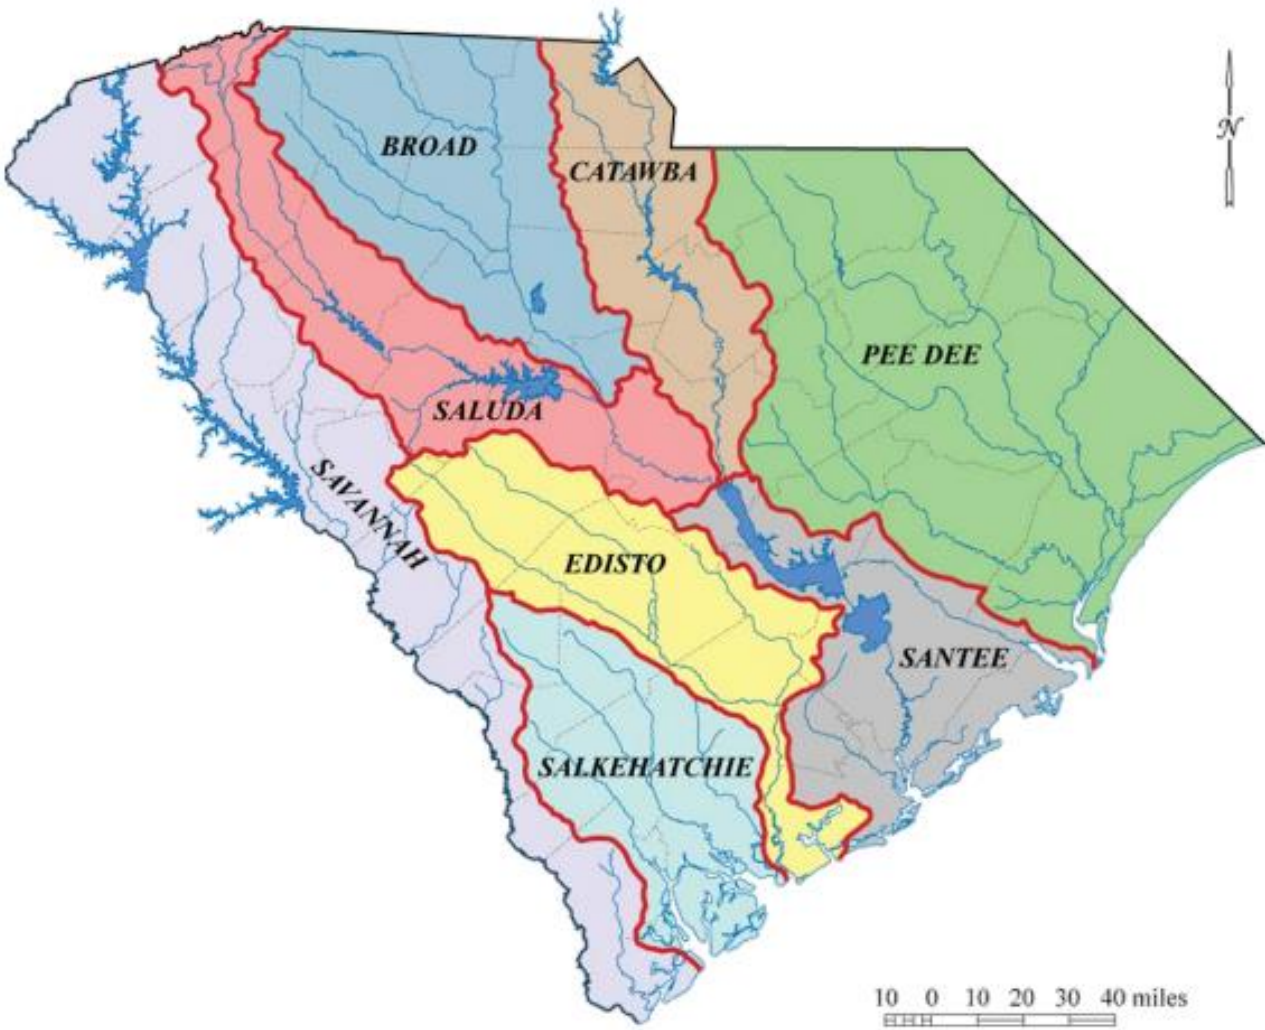 N
BROAD
CATAWBA
PEE DEE
SALUDA
SAVANNAH
EDISTO
SANTEE
SALKEHATCHIE
10 0 10 20 30 40 miles